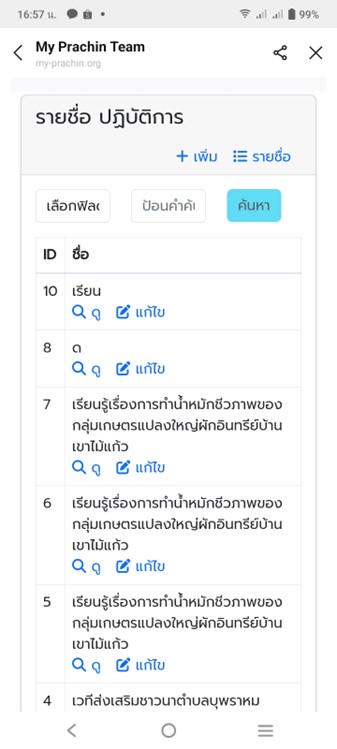 16:57 น.
99%
My Prachin Team
my-prachin.org
รายชื่อ ปฏิบัติการ
เพิ่ม รายชื่อ
เลือกฟิล ป้อนคำค้ ค้นหา
ID ชื่อ
10 เรียน
ดู แก้ไข
8 ด
ดู แก้ไข
7 เรียนรู้เรื่องการทำน้ำหมักชีวภาพของ
กลุ่มเกษตรแปลงใหญ่ผักอินทรีย์บ้าน
เขาไม้แก้ว
ดู แก้ไข
6 เรียนรู้เรื่องการทำน้ำหมักชีวภาพของ
กลุ่มเกษตรแปลงใหญ่ผักอินทรีย์บ้าน
เขาไม้แก้ว
ดู แก้ไข
5 เรียนรู้เรื่องการทำน้ำหมักชีวภาพของ
กลุ่มเกษตรแปลงใหญ่ผักอินทรีย์บ้าน
เขาไม้แก้ว
ดู แก้ไข
4 เวทีส่งเสริมชาวนาตำบลบุพราหม